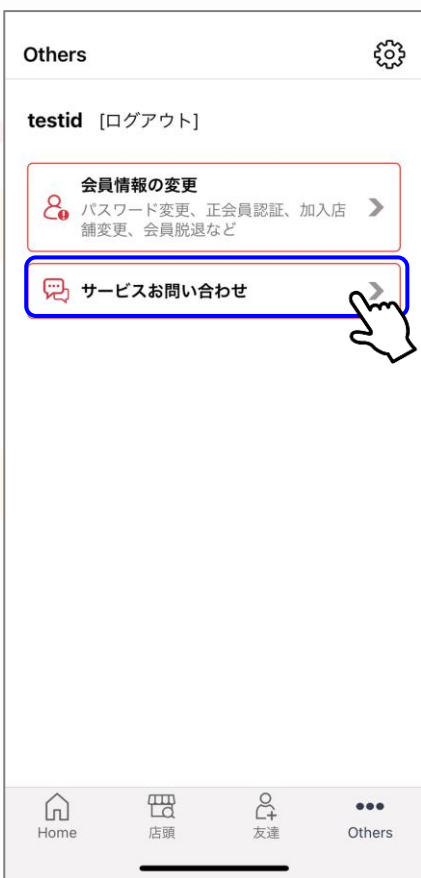 Others
testid [ログアウト]
会員情報の変更
パスワード変更、正会員認証、加入店
舗変更、会員脱退など
サービスお問い合わせ
Home 店頭 友達 Others